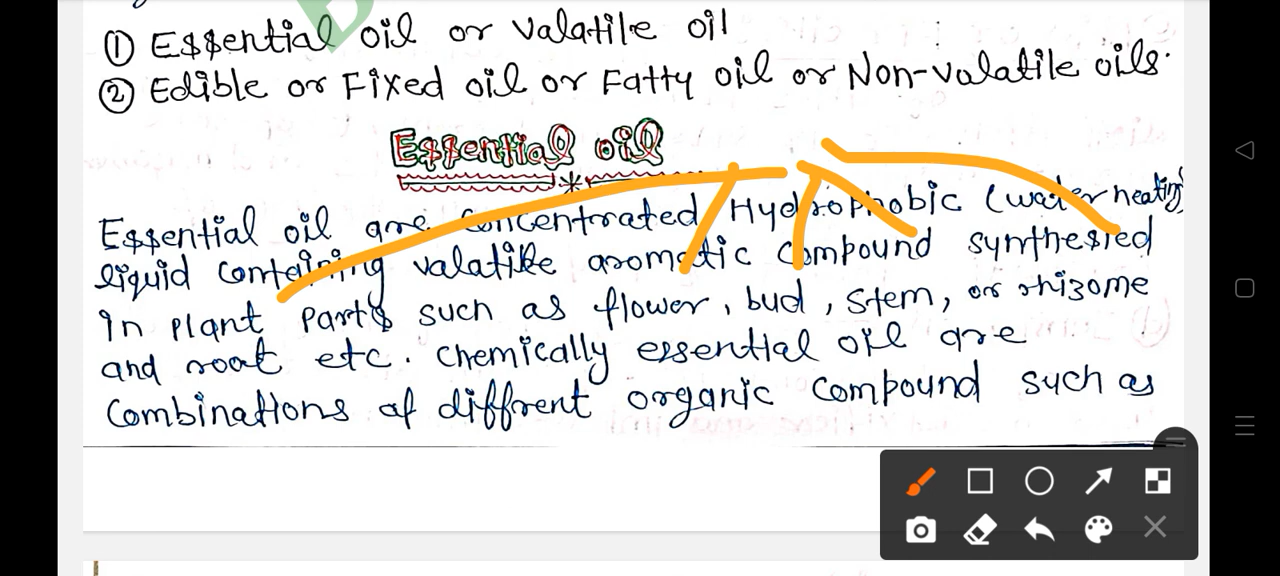 ① Essential oil or valatile oil
② Edible or Fixed oil or Fatty oil or Non-valatile oils.
Essential oil
Essential oil are concentrated Hydrophobic (water heating)
liquid containing valatile aromatic compound synthesied
in plant parts such as flower, bud, stem, or rhizome
and root etc. chemically essential oil are
Combinations of diffrent organic compound such as